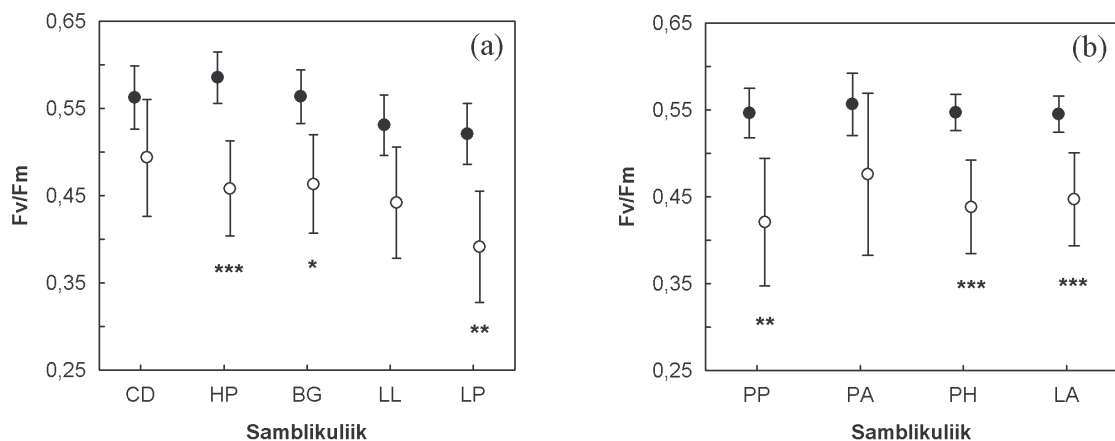 (a)
Fv/Fm
0,65
0,55
0,45
0,35
0,25
***
*
**
CD HP BG LL LP
Samblikuliik
(b)
Fv/Fm
0,65
0,55
0,45
0,35
0,25
**
***
***
PP PA PH LA
Samblikuliik